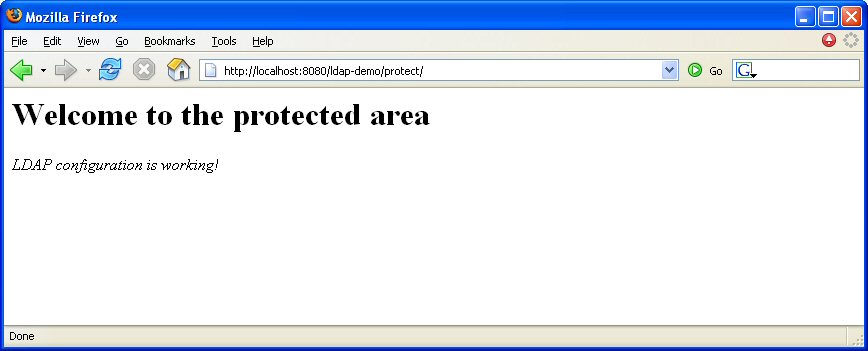 Mozilla Firefox
File Edit View Go Bookmarks Tools Help
http://localhost:8080/ldap-demo/protect/ Go G
Welcome to the protected area
LDAP configuration is working!
Done